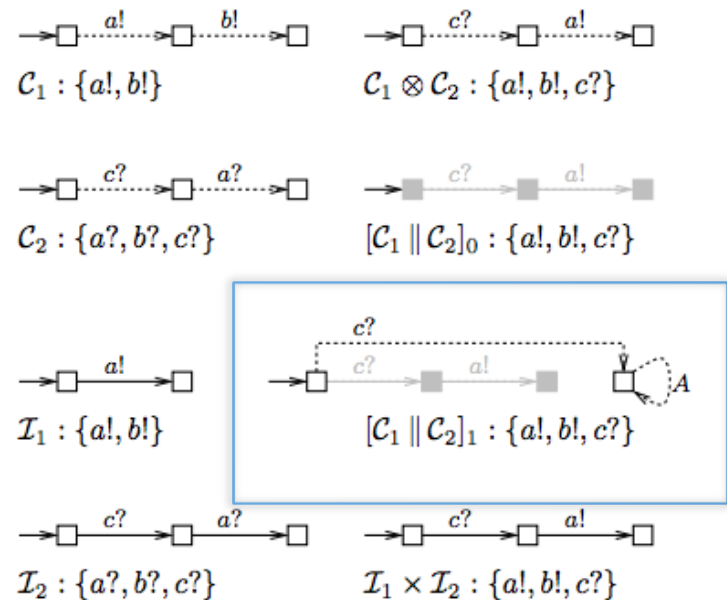 a! b! c? a!
C₁ : {a!, b!} C₁ ⊗ C₂ : {a!, b!, c?}
c? a? c? a!
C₂ : {a?, b?, c?} [C₁ ∥ C₂]₀ : {a!, b!, c?}
c?
a! c? a! A
I₁ : {a!, b!} [C₁ ∥ C₂]₁ : {a!, b!, c?}
c? a? c? a!
I₂ : {a?, b?, c?} I₁ × I₂ : {a!, b!, c?}